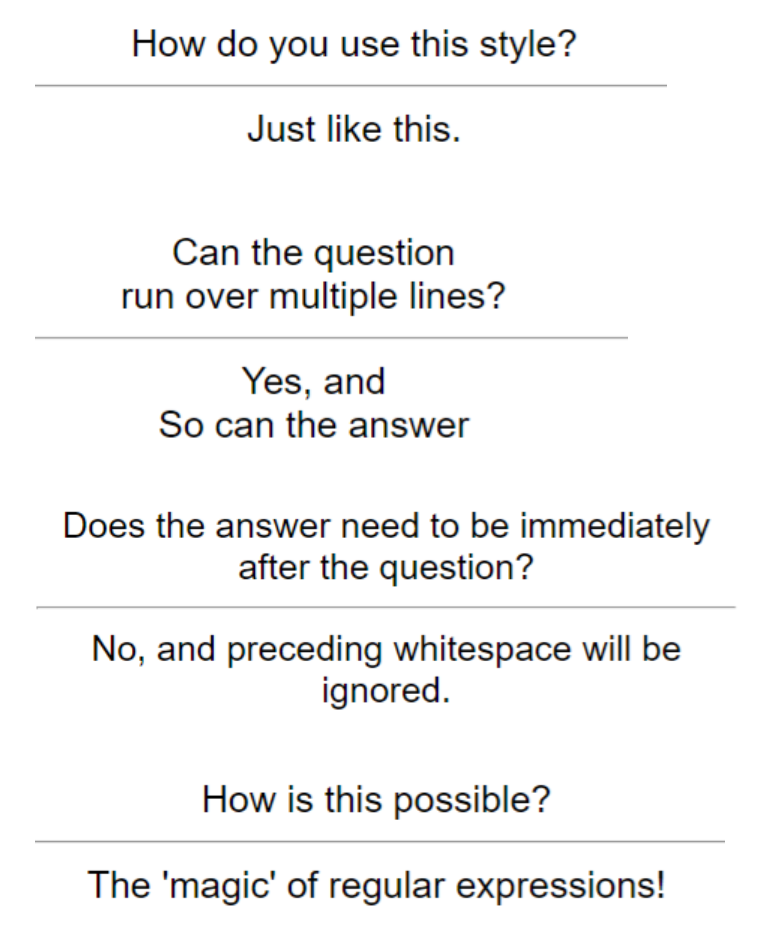 How do you use this style?
Just like this.
Can the question
run over multiple lines?
Yes, and
So can the answer
Does the answer need to be immediately
after the question?
No, and preceding whitespace will be
ignored.
How is this possible?
The 'magic' of regular expressions!